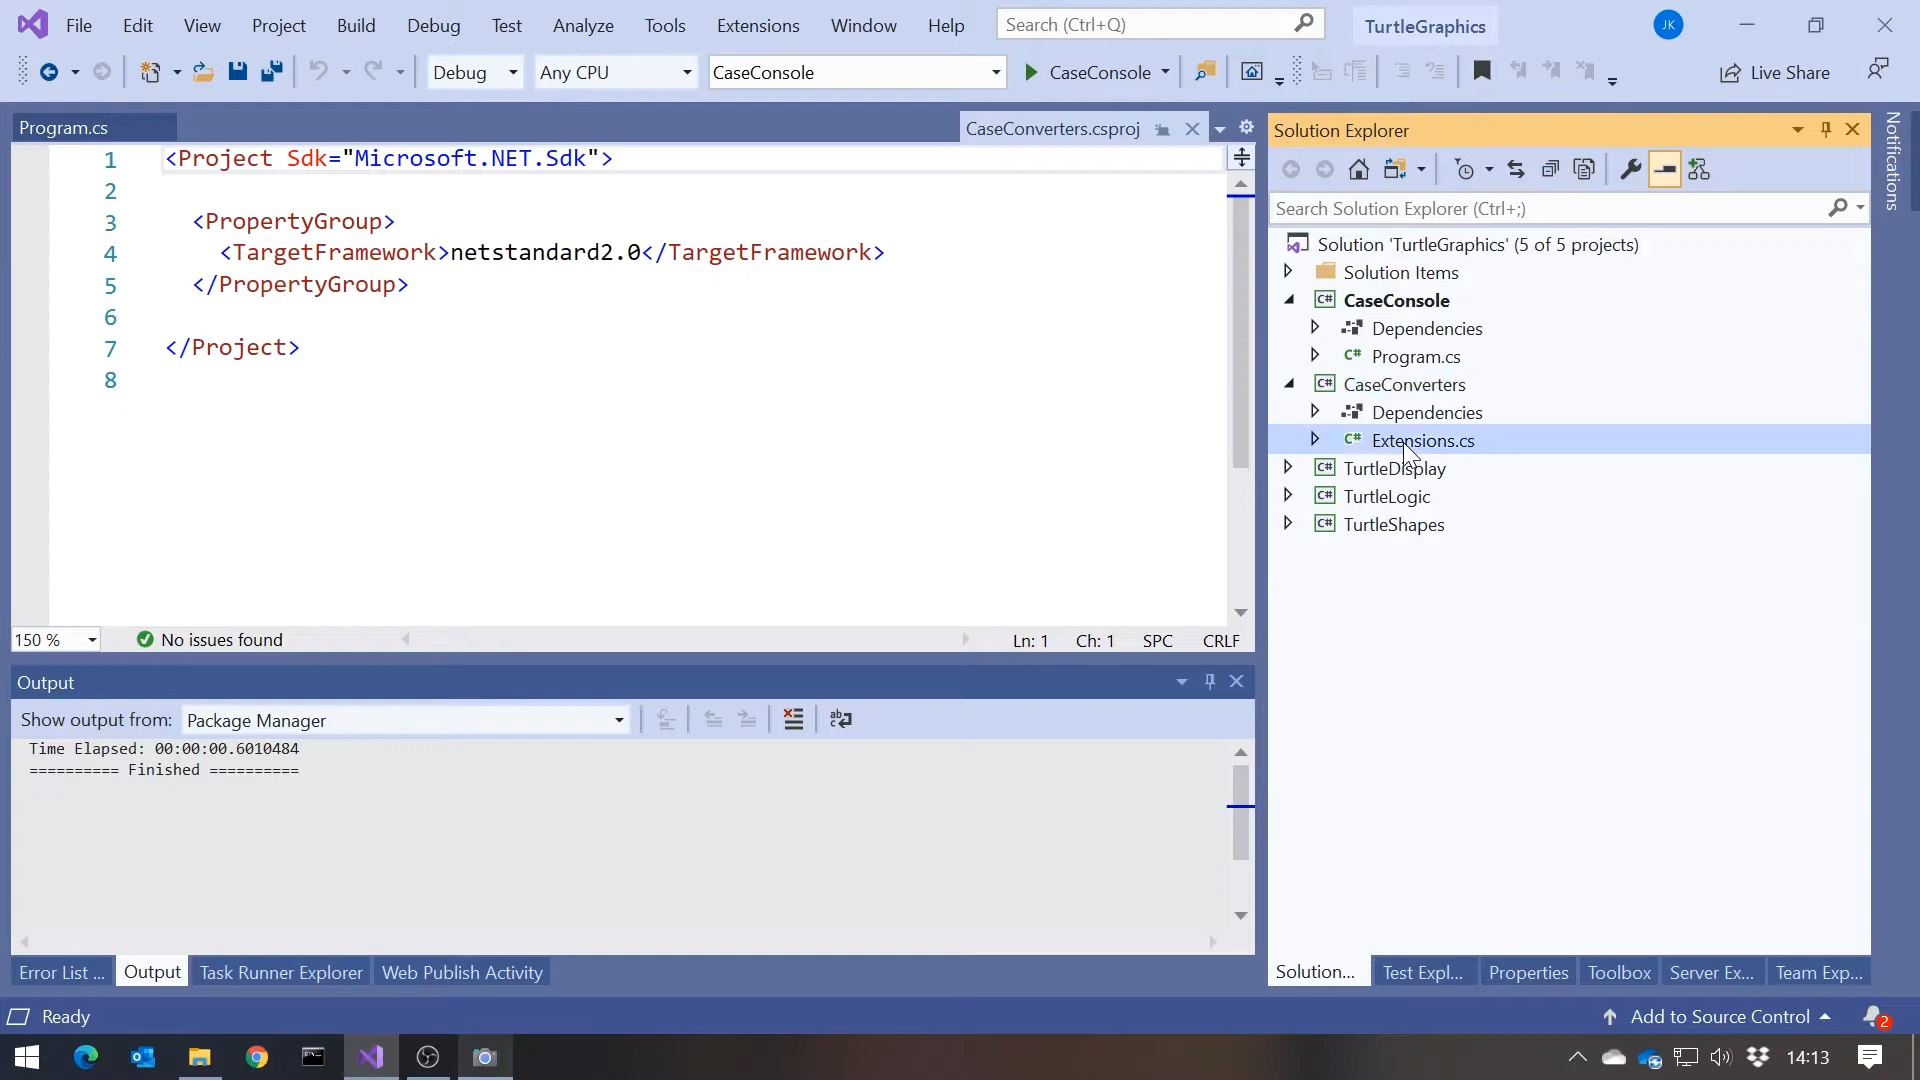 File Edit View Project Build Debug Test Analyze Tools Extensions Window Help Search (Ctrl+Q) TurtleGraphics JK
Debug Any CPU CaseConsole CaseConsole Live Share
Program.cs CaseConverters.csproj
1 <Project Sdk="Microsoft.NET.Sdk">
2
3 <PropertyGroup>
4 <TargetFramework>netstandard2.0</TargetFramework>
5 </PropertyGroup>
6
7 </Project>
8
150 % No issues found Ln: 1 Ch: 1 SPC CRLF
Output
Show output from: Package Manager
Time Elapsed: 00:00:00.6010484
========== Finished ==========
Error List ... Output Task Runner Explorer Web Publish Activity
Solution Explorer
Search Solution Explorer (Ctrl+;)
Solution 'TurtleGraphics' (5 of 5 projects)
Solution Items
C# CaseConsole
Dependencies
C# Program.cs
C# CaseConverters
Dependencies
C# Extensions.cs
C# TurtleDisplay
C# TurtleLogic
C# TurtleShapes
Solution... Test Expl... Properties Toolbox Server Ex... Team Exp...
Notifications
Ready Add to Source Control 2
14:13